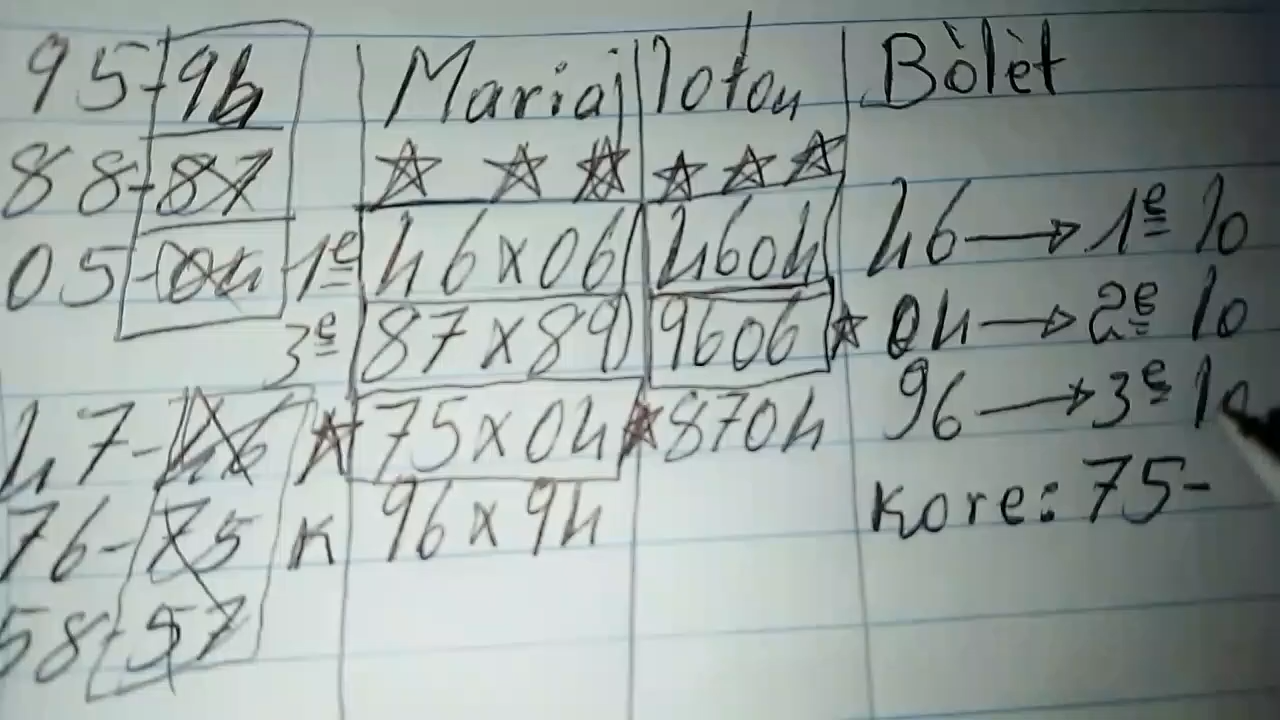 95-94 Mariaj loto4 Bòlèt
88-87
05-04 1e 46x06 4604 46→1e lo
3e 87x89 9606 04→2e lo
47-46 75x04 8704 96→3e lo
76-75 K 96x94 Kore: 75-
58-57